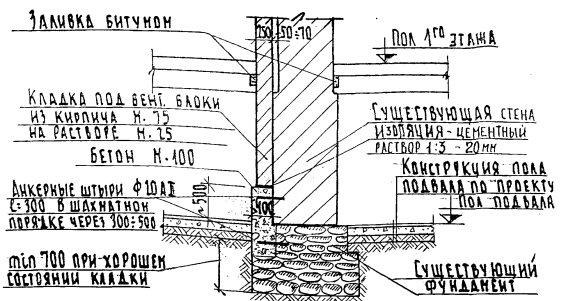 Заливка битумом
250
50÷70
Пол 1го этажа
Кладка под вент. блоки
из кирпича М. 75
на растворе М. 25
Бетон М-100
Существующая стена
Изоляция - цементный
раствор 1:3 - 20мм
Конструкция пола
подвала по проекту
Пол подвала
Анкерные штыри Ф10АI
ℓ=300 в шахматном
порядке через 300÷500
~500
400
min 700 при хорошем
состоянии кладки
Существующий
фундамент